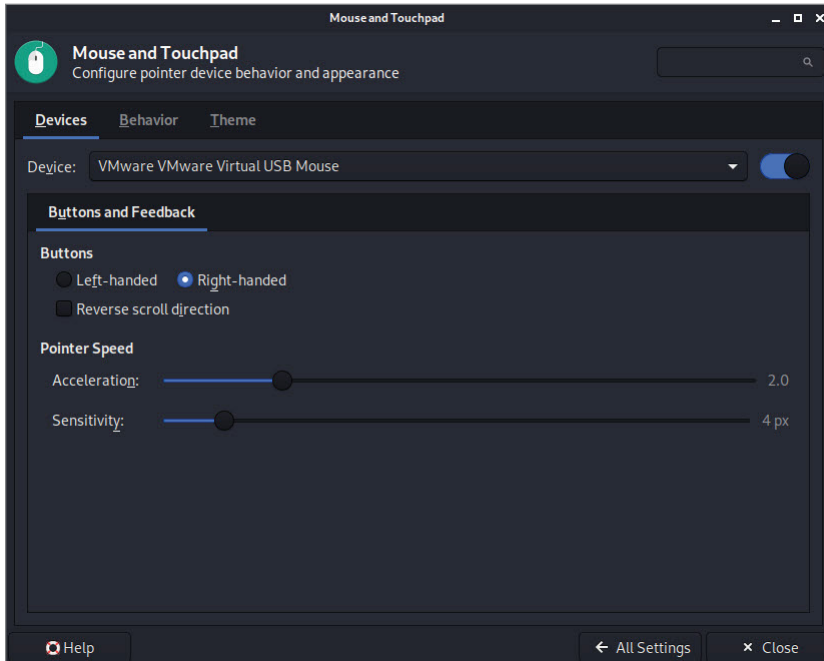 Mouse and Touchpad
Mouse and Touchpad
Configure pointer device behavior and appearance
Devices Behavior Theme
Device: VMware VMware Virtual USB Mouse
Buttons and Feedback
Buttons
Left-handed Right-handed
Reverse scroll direction
Pointer Speed
Acceleration: 2.0
Sensitivity: 4 px
Help All Settings Close